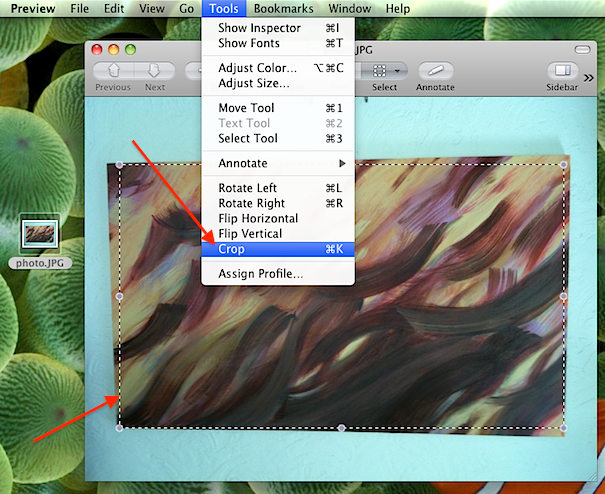 Preview File Edit View Go Tools Bookmarks Window Help
.JPG
Previous Next Select Annotate Sidebar
Show Inspector ⌘I
Show Fonts ⌘T
Adjust Color... ⌥⌘C
Adjust Size...
Move Tool ⌘1
Text Tool ⌘2
Select Tool ⌘3
Annotate
Rotate Left ⌘L
Rotate Right ⌘R
Flip Horizontal
Flip Vertical
Crop ⌘K
Assign Profile...
photo.JPG